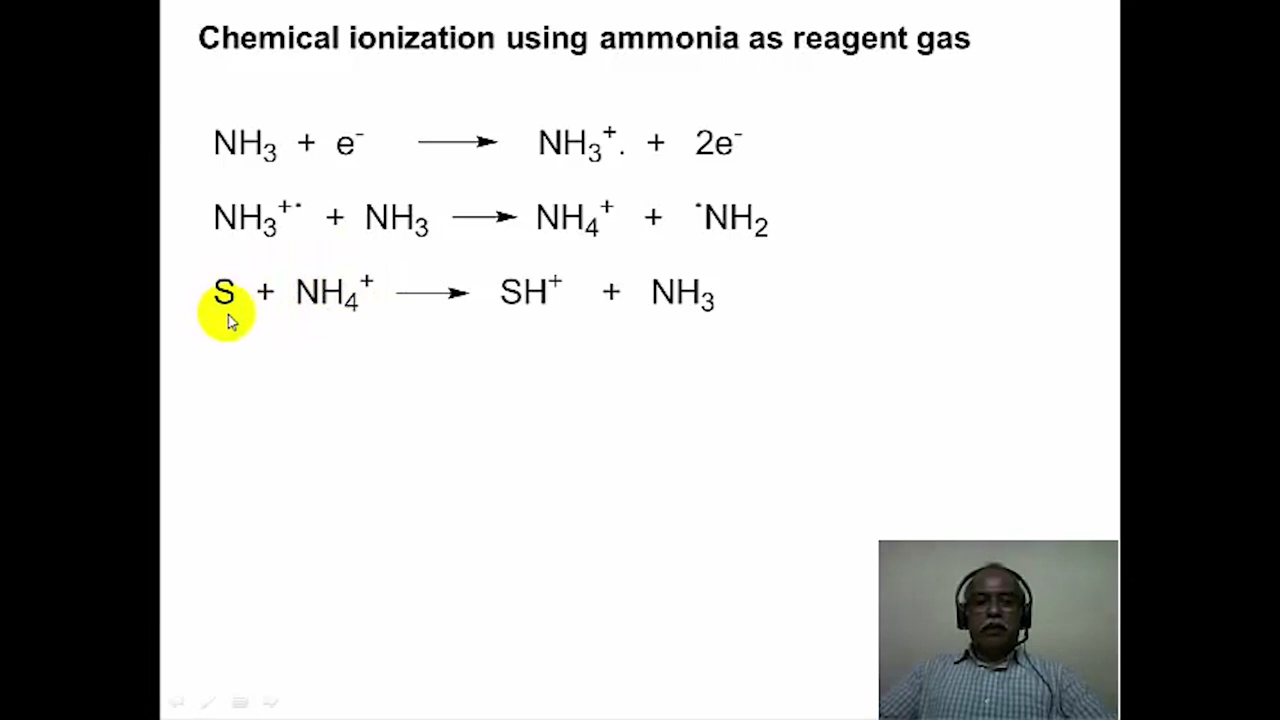 Chemical ionization using ammonia as reagent gas
NH₃ + e⁻ ⟶ NH₃⁺. + 2e⁻
NH₃⁺· + NH₃ ⟶ NH₄⁺ + ·NH₂
S + NH₄⁺ ⟶ SH⁺ + NH₃